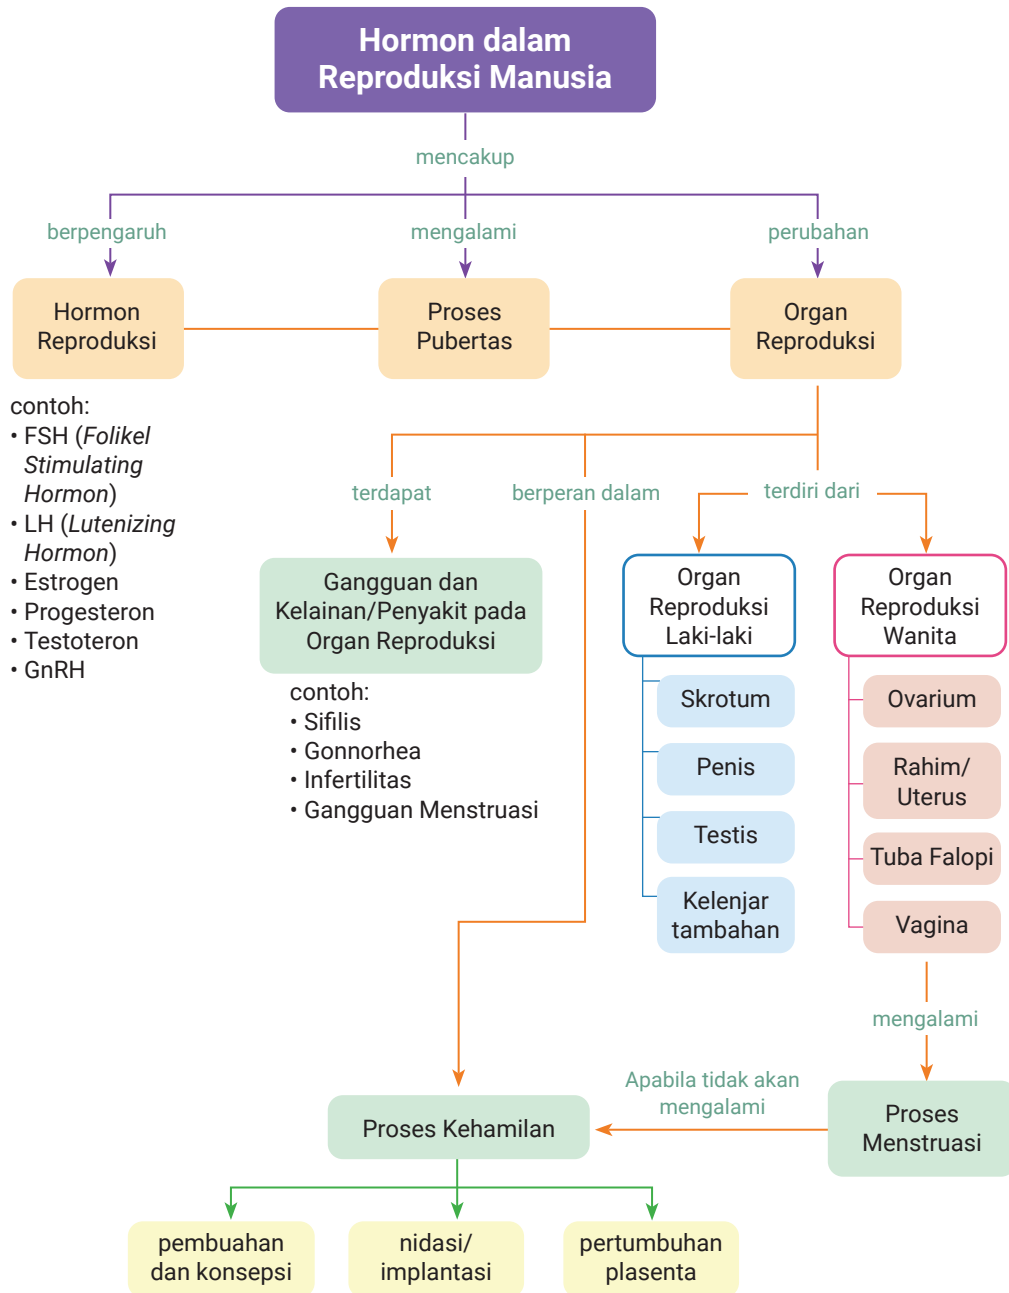 Hormon dalam
Reproduksi Manusia
mencakup
berpengaruh
mengalami
perubahan
Hormon
Reproduksi
Proses
Pubertas
Organ
Reproduksi
contoh:
• FSH (Folikel
Stimulating
Hormon)
• LH (Lutenizing
Hormon)
• Estrogen
• Progesteron
• Testoteron
• GnRH
terdapat
berperan dalam
terdiri dari
Gangguan dan
Kelainan/Penyakit pada
Organ Reproduksi
contoh:
• Sifilis
• Gonnorhea
• Infertilitas
• Gangguan Menstruasi
Organ
Reproduksi
Laki-laki
Skrotum
Penis
Testis
Kelenjar
tambahan
Organ
Reproduksi
Wanita
Ovarium
Rahim/
Uterus
Tuba Falopi
Vagina
mengalami
Proses
Menstruasi
Apabila tidak akan
mengalami
Proses Kehamilan
pembuahan
dan konsepsi
nidasi/
implantasi
pertumbuhan
plasenta